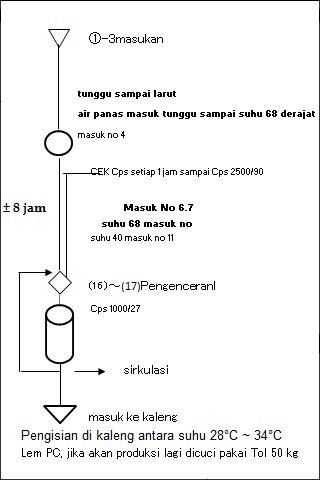 ①-3masukan
tunggu sampai larut
air panas masuk tunggu sampai suhu 68 derajat
masuk no 4
CEK Cps setiap 1 jam sampai Cps 2500/90
± 8 jam
Masuk No 6.7
suhu 68 masuk no
suhu 40 masuk no 11
(16)～(17)Pengenceranl
Cps 1000/27
sirkulasi
masuk ke kaleng
Pengisian di kaleng antara suhu 28°C ~ 34°C
Lem PC, jika akan produksi lagi dicuci pakai Tol 50 kg